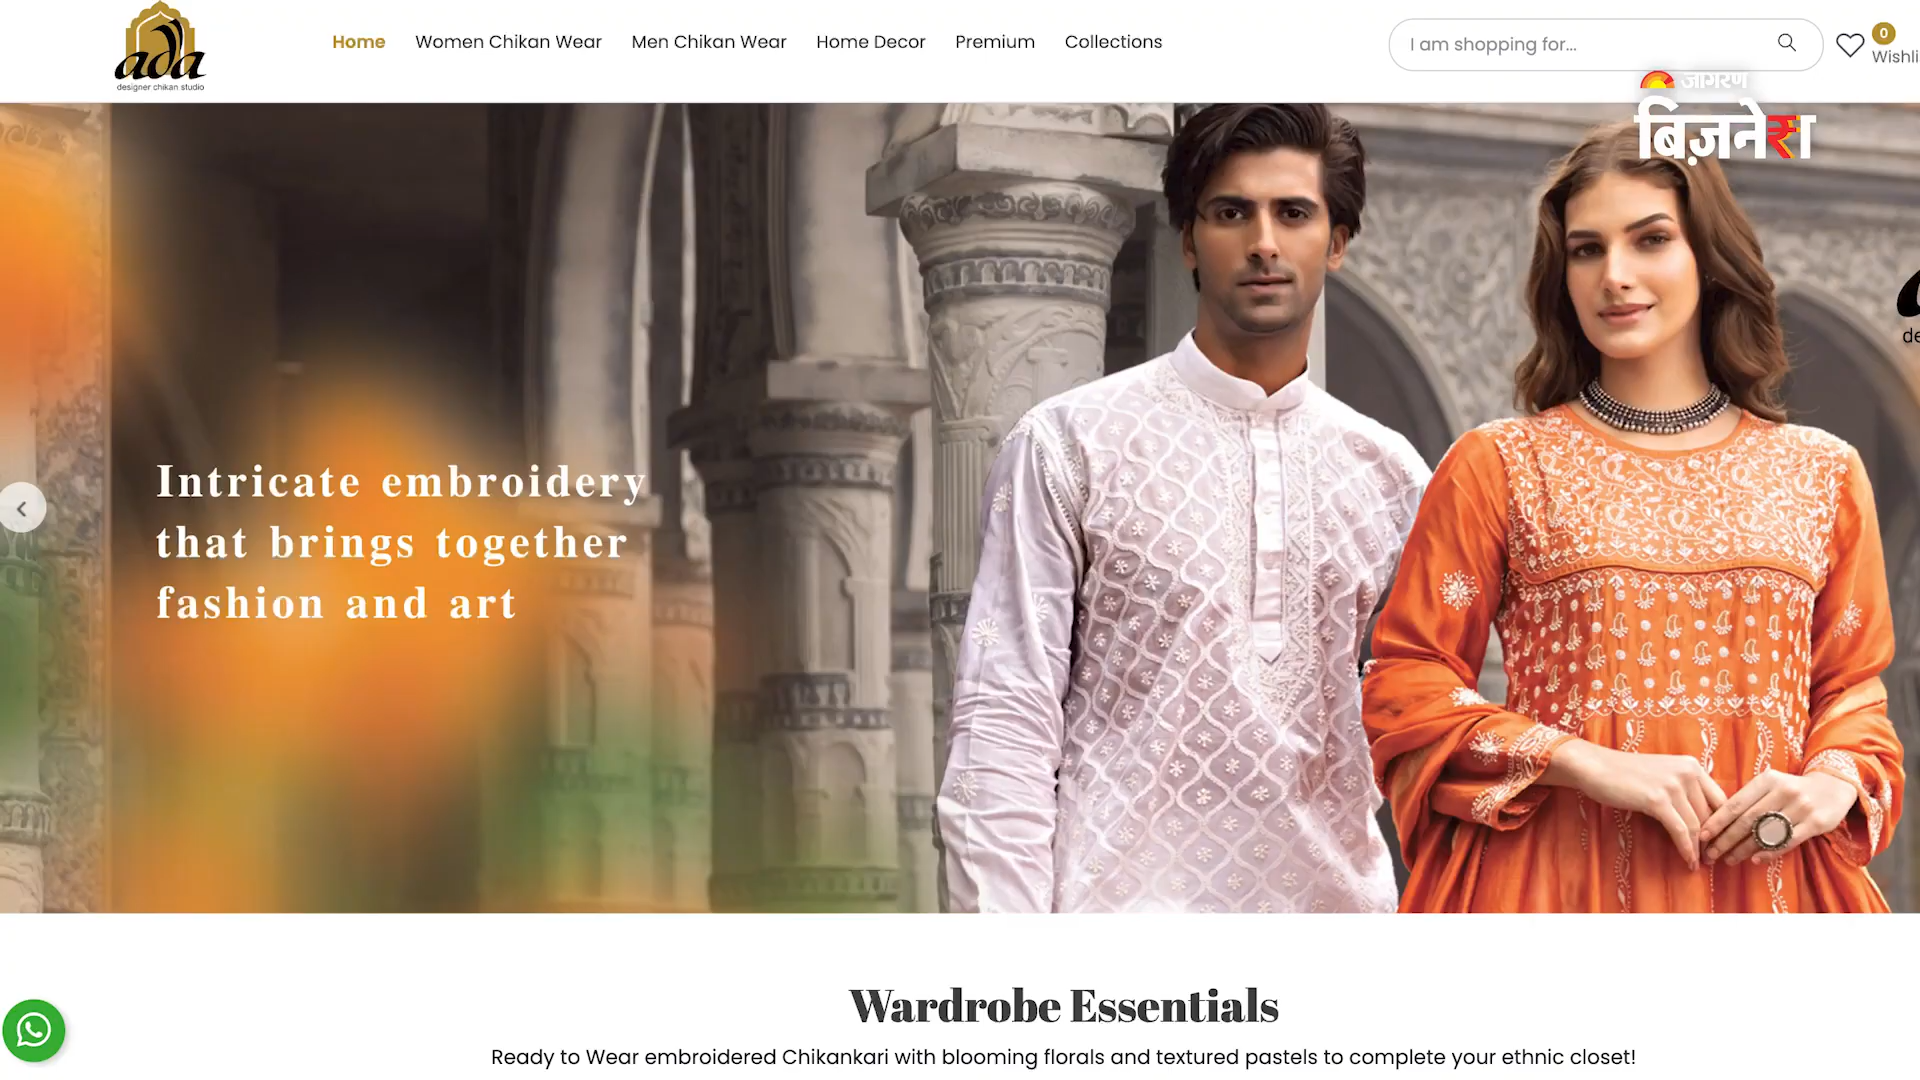 ada
designer chikan studio
Home
Women Chikan Wear
Men Chikan Wear
Home Decor
Premium
Collections
I am shopping for...
0
Wishli
जागरण
बिज़नेस
de
Intricate embroidery
that brings together
fashion and art
Wardrobe Essentials
Ready to Wear embroidered Chikankari with blooming florals and textured pastels to complete your ethnic closet!